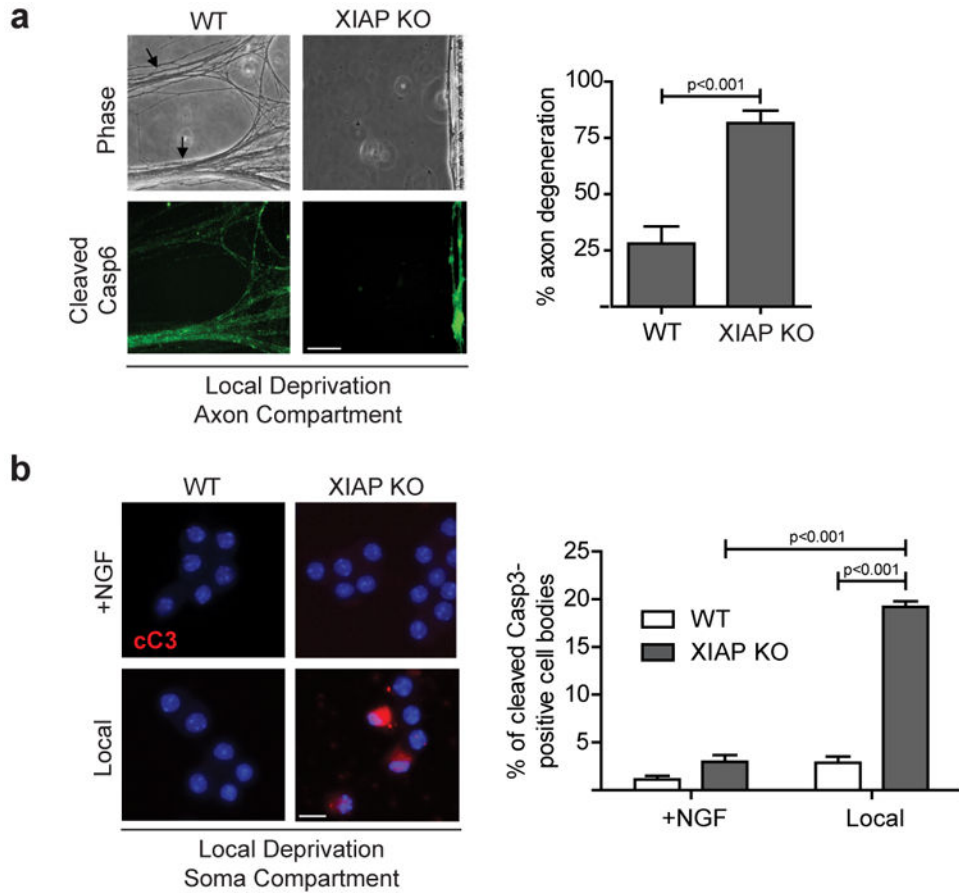 a
WT
XIAP KO
Phase
Cleaved
Casp6
Local Deprivation
Axon Compartment
% axon degeneration
100
75
50
25
p<0.001
WT
XIAP KO
b
WT
XIAP KO
+NGF
cC3
Local
Local Deprivation
Soma Compartment
% of cleaved Casp3-
positive cell bodies
25
20
15
10
5
p<0.001
p<0.001
WT
XIAP KO
+NGF
Local